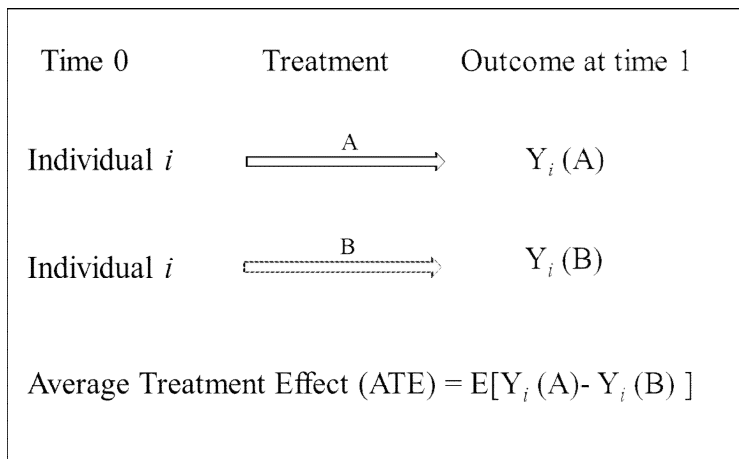 Time 0 Treatment Outcome at time 1
A
Individual i Y_i (A)
B
Individual i Y_i (B)
Average Treatment Effect (ATE) = E[Y_i (A)- Y_i (B) ]